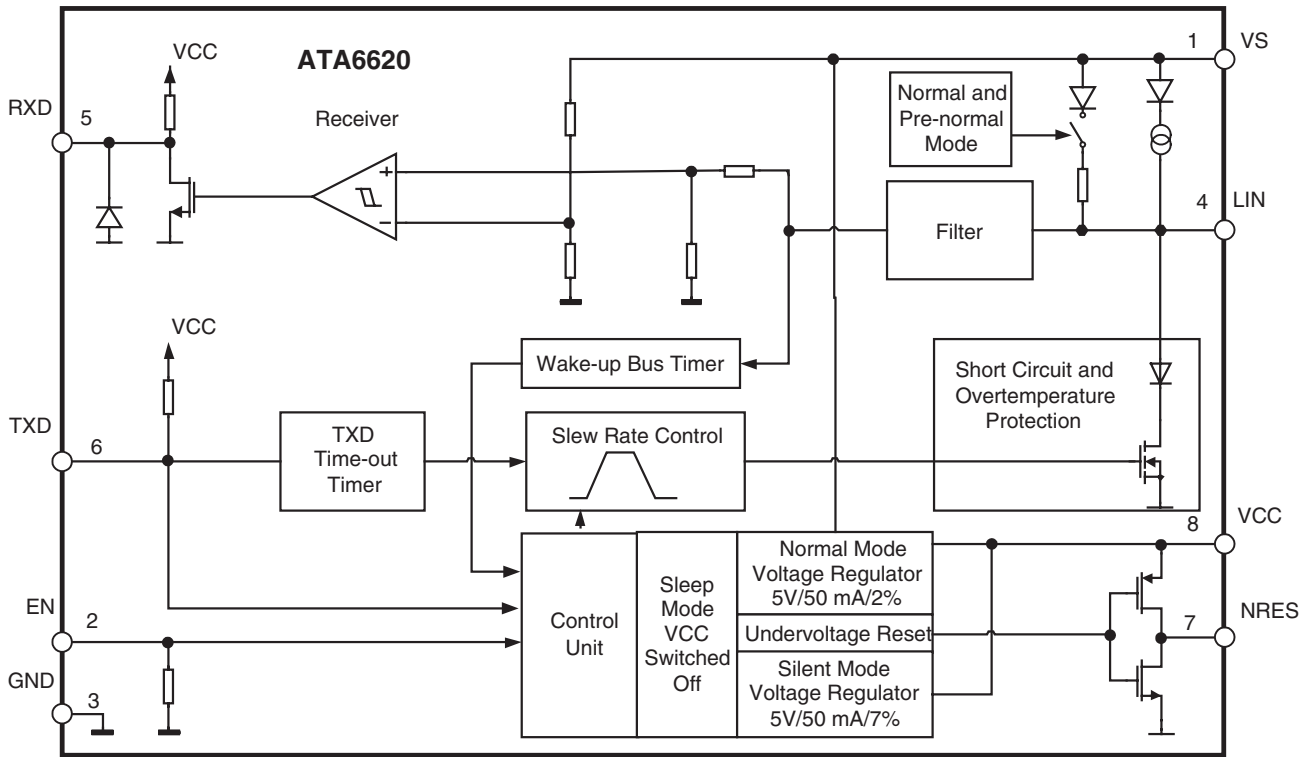 ATA6620
VCC
RXD
5
Receiver
+
−
Normal and
Pre-normal
Mode
1
VS
4
LIN
Filter
VCC
Wake-up Bus Timer
Short Circuit and
Overtemperature
Protection
TXD
6
TXD
Time-out
Timer
Slew Rate Control
8
VCC
EN
2
Control
Unit
Sleep
Mode
VCC
Switched
Off
Normal Mode
Voltage Regulator
5V/50 mA/2%
Undervoltage Reset
Silent Mode
Voltage Regulator
5V/50 mA/7%
7
NRES
GND
3